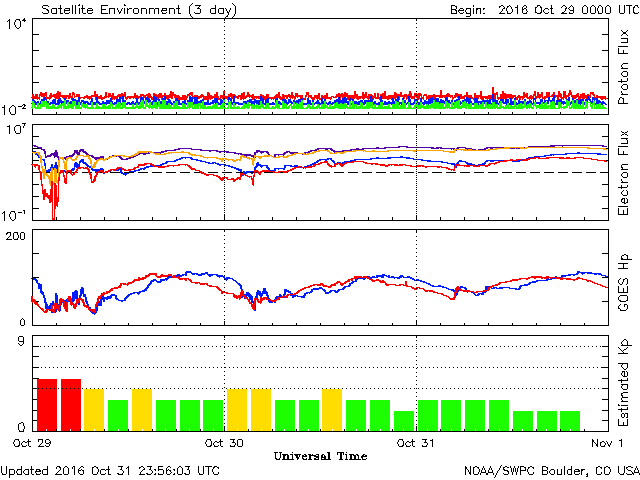 Satellite Environment (3 day) Begin: 2016 Oct 29 0000 UTC
10^4
10^-2
Proton Flux
10^7
10^-1
Electron Flux
200
0
GOES Hp
9
0
Estimated Kp
Oct 29 Oct 30 Oct 31 Nov 1
Universal Time
Updated 2016 Oct 31 23:56:03 UTC NOAA/SWPC Boulder, CO USA